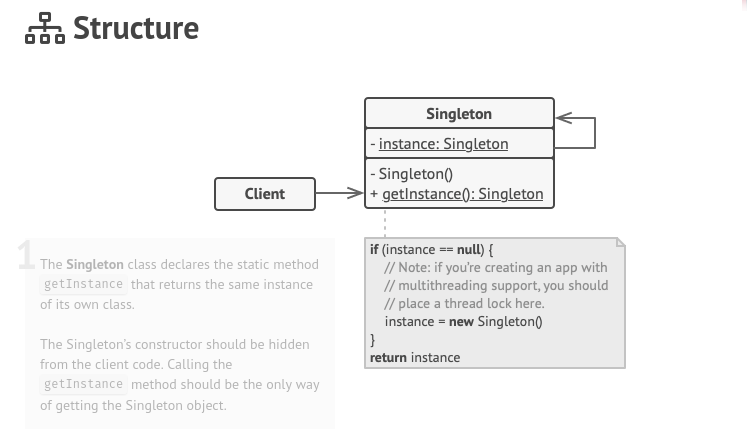 Structure
Singleton
- instance: Singleton
- Singleton()
+ getInstance(): Singleton
Client
1
The Singleton class declares the static method
getInstance that returns the same instance
of its own class.
The Singleton’s constructor should be hidden
from the client code. Calling the
getInstance method should be the only way
of getting the Singleton object.
if (instance == null) {
// Note: if you’re creating an app with
// multithreading support, you should
// place a thread lock here.
instance = new Singleton()
}
return instance